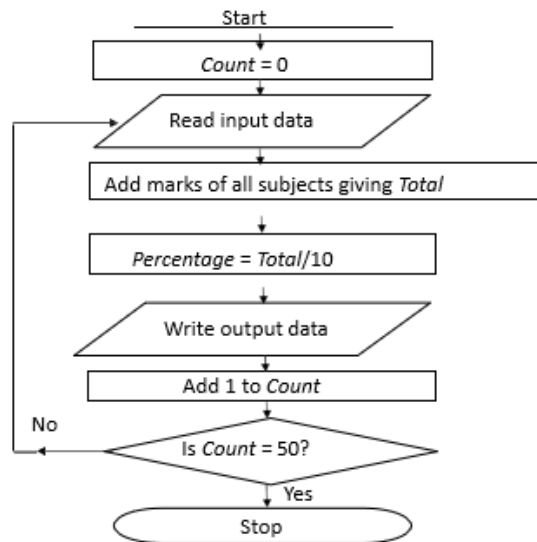 Start
Count = 0
Read input data
Add marks of all subjects giving Total
Percentage = Total/10
Write output data
Add 1 to Count
No
Is Count = 50?
Yes
Stop